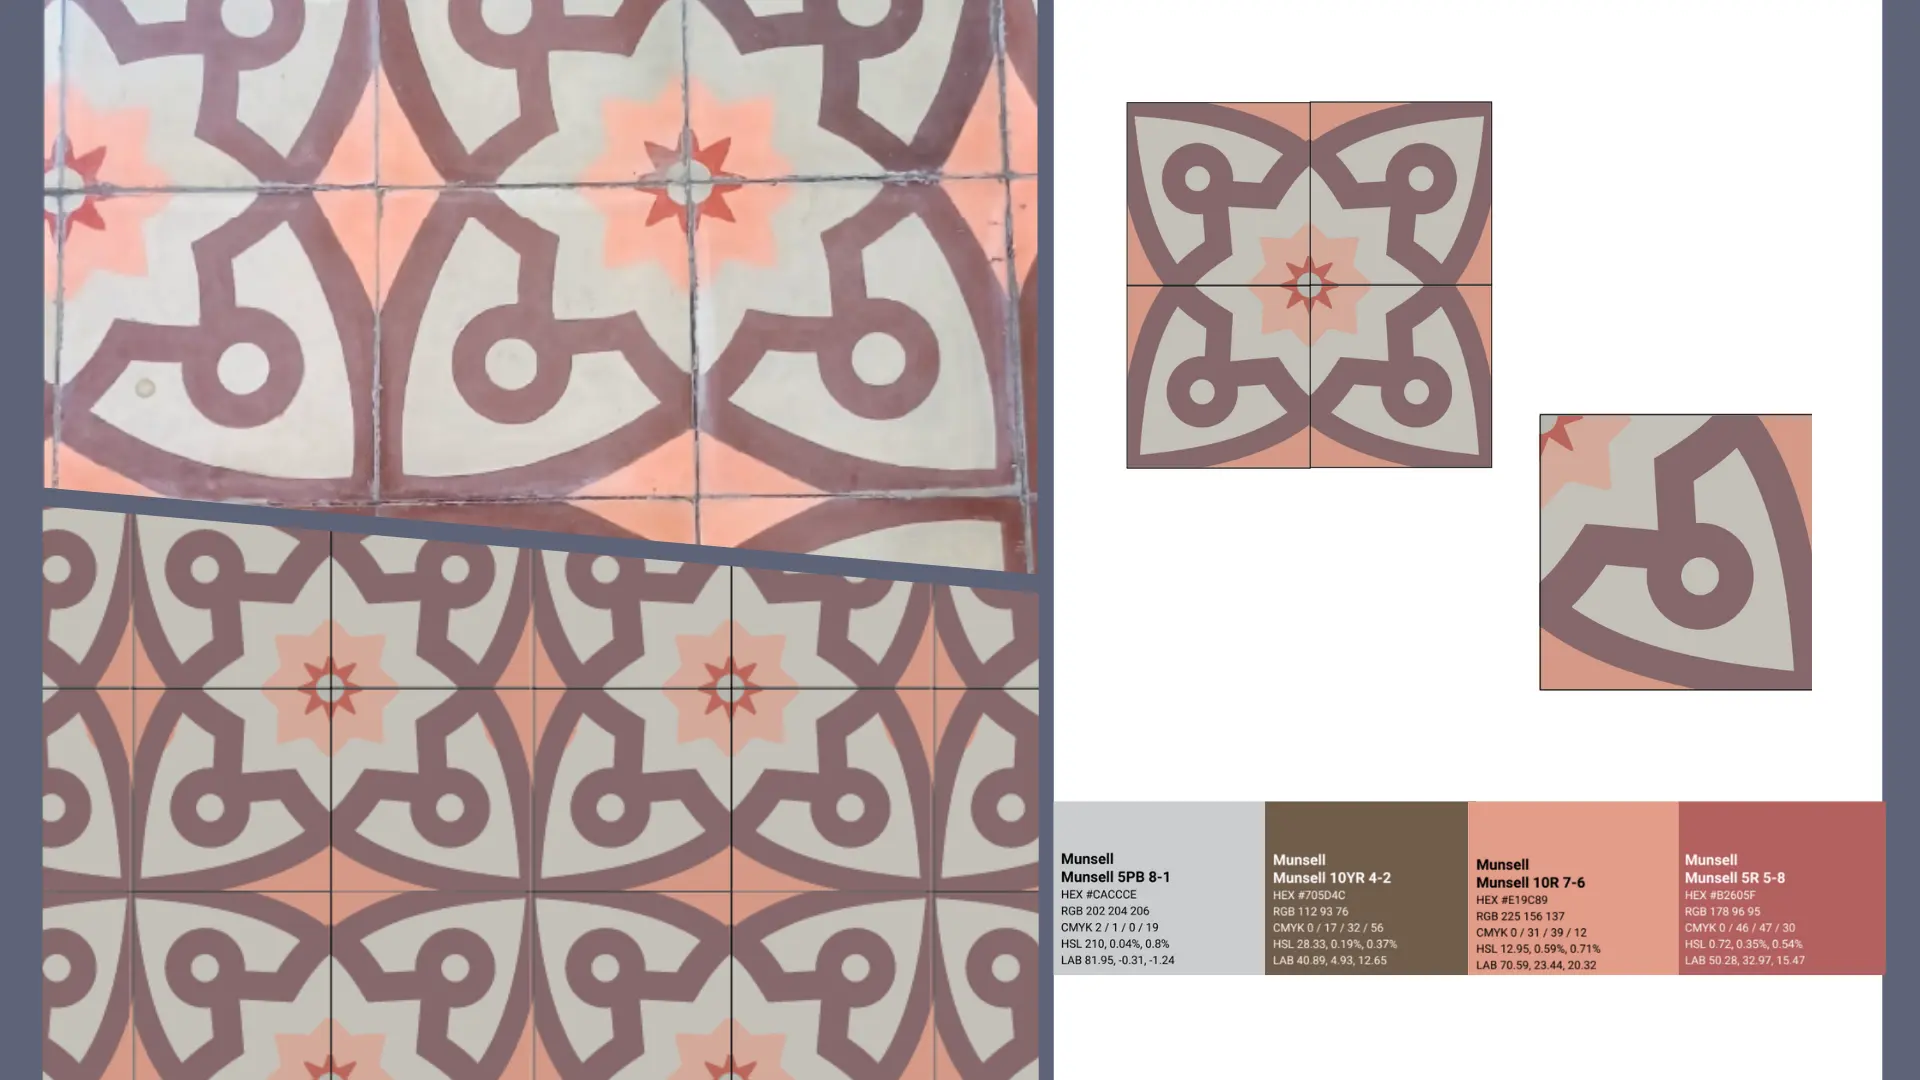 Munsell
Munsell 5PB 8-1
HEX #CACCCE
RGB 202 204 206
CMYK 2 / 1 / 0 / 19
HSL 210, 0.04%, 0.8%
LAB 81.95, -0.31, -1.24
Munsell
Munsell 10YR 4-2
HEX #705D4C
RGB 112 93 76
CMYK 0 / 17 / 32 / 56
HSL 28.33, 0.19%, 0.37%
LAB 40.89, 4.93, 12.65
Munsell
Munsell 10R 7-6
HEX #E19C89
RGB 225 156 137
CMYK 0 / 31 / 39 / 12
HSL 12.95, 0.59%, 0.71%
LAB 70.59, 23.44, 20.32
Munsell
Munsell 5R 5-8
HEX #B2605F
RGB 178 96 95
CMYK 0 / 46 / 47 / 30
HSL 0.72, 0.35%, 0.54%
LAB 50.28, 32.97, 15.47